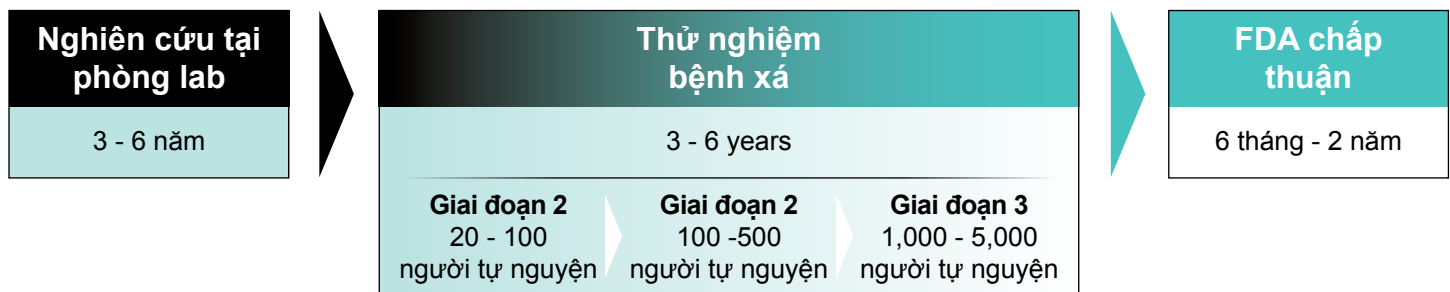 Nghiên cứu tại
phòng lab
3 - 6 năm
Thử nghiệm
bệnh xá
3 - 6 years
Giai đoạn 2
20 - 100
người tự nguyện
Giai đoạn 2
100 -500
người tự nguyện
Giai đoạn 3
1,000 - 5,000
người tự nguyện
FDA chấp
thuận
6 tháng - 2 năm